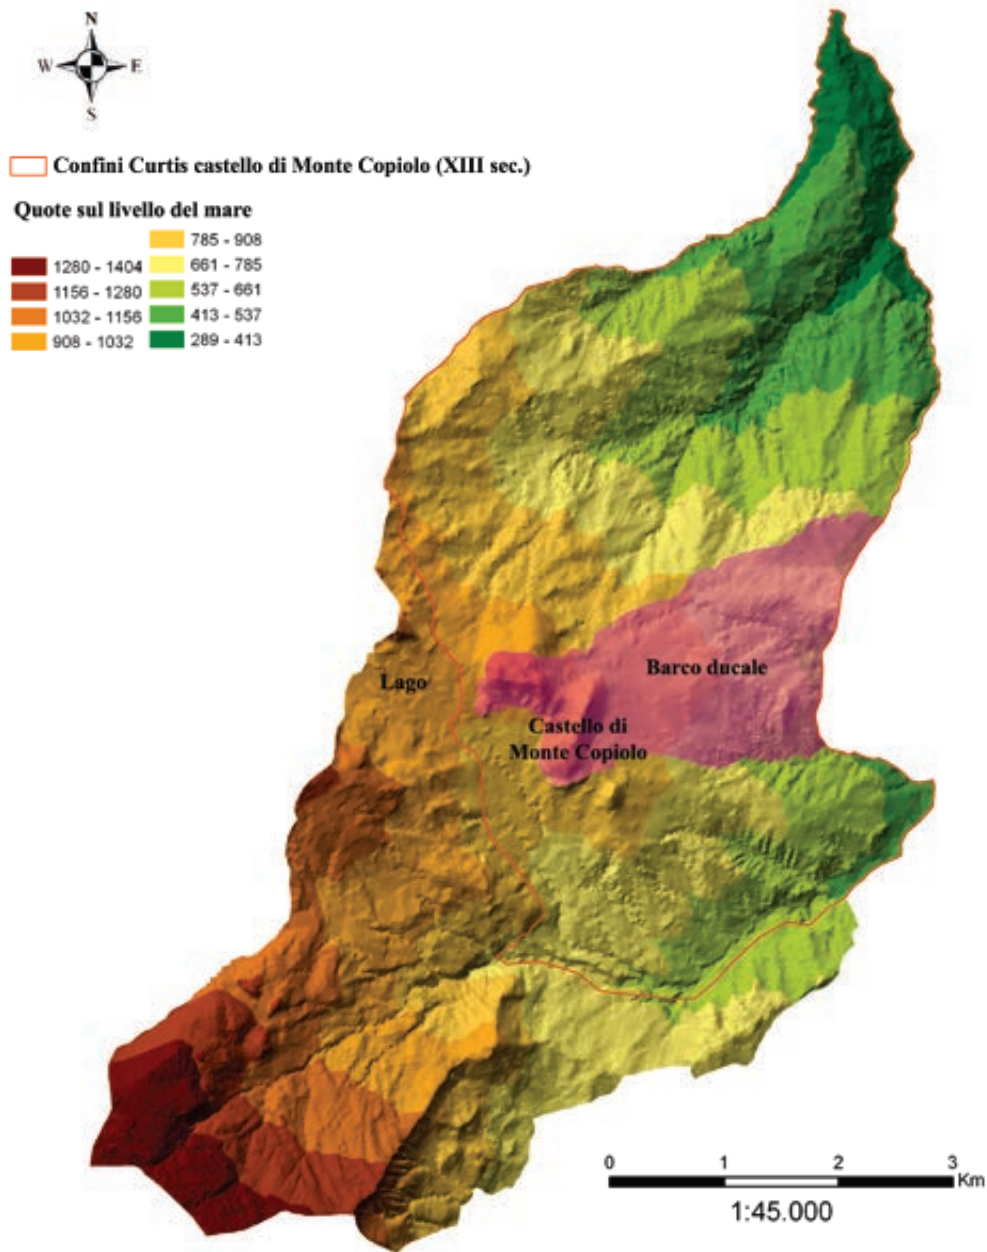 N
W E
S
Confini Curtis castello di Monte Copiolo (XIII sec.)
Quote sul livello del mare
1280 - 1404
1156 - 1280
1032 - 1156
908 - 1032
785 - 908
661 - 785
537 - 661
413 - 537
289 - 413
Barco ducale
Lago
Castello di
Monte Copiolo
0 1 2 3
Km
1:45.000